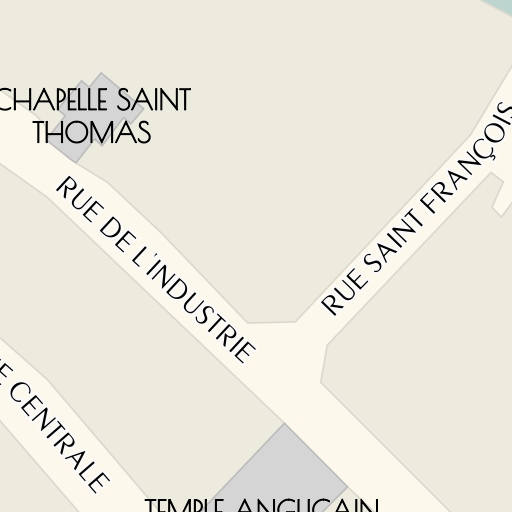 CHAPELLE SAINT
THOMAS
RUE SAINT FRANÇOIS
RUE DE L'INDUSTRIE
CENTRALE
TEMPLE ANGLICAIN